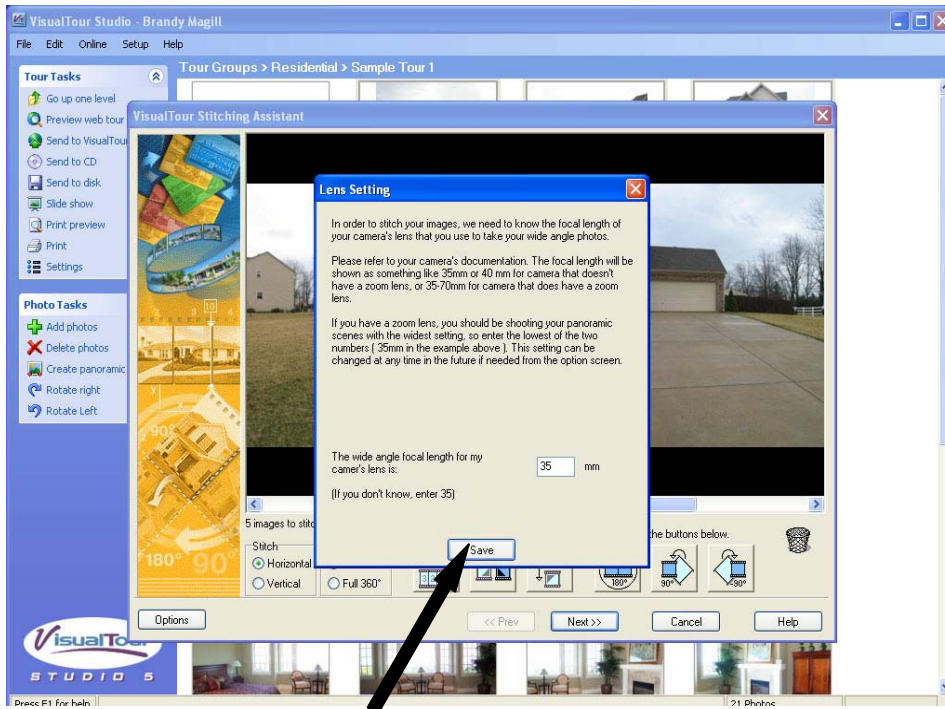 VisualTour Studio - Brandy Magill
File Edit Online Setup Help
Tour Groups > Residential > Sample Tour 1
Tour Tasks
Go up one level
Preview web tour
Send to VisualTour
Send to CD
Send to disk
Slide show
Print preview
Print
Settings
Photo Tasks
Add photos
Delete photos
Create panoramic
Rotate right
Rotate Left
VisualTour Stitching Assistant
Lens Setting
In order to stitch your images, we need to know the focal length of
your camera's lens that you use to take your wide angle photos.
Please refer to your camera's documentation. The focal length will be
shown as something like 35mm or 40 mm for camera that doesn't
have a zoom lens, or 35-70mm for camera that does have a zoom
lens.
If you have a zoom lens, you should be shooting your panoramic
scenes with the widest setting, so enter the lowest of the two
numbers ( 35mm in the example above ). This setting can be
changed at any time in the future if needed from the option screen.
The wide angle focal length for my
camer's lens is:
35 mm
(If you don't know, enter 35)
Save
5 images to stitc
he buttons below.
Stitch
Horizontal
Vertical
Full 360°
180°
90°
-90°
180° 90°
Options
<< Prev
Next >>
Cancel
Help
VisualTour
STUDIO 5
Press F1 for help
21 Photos